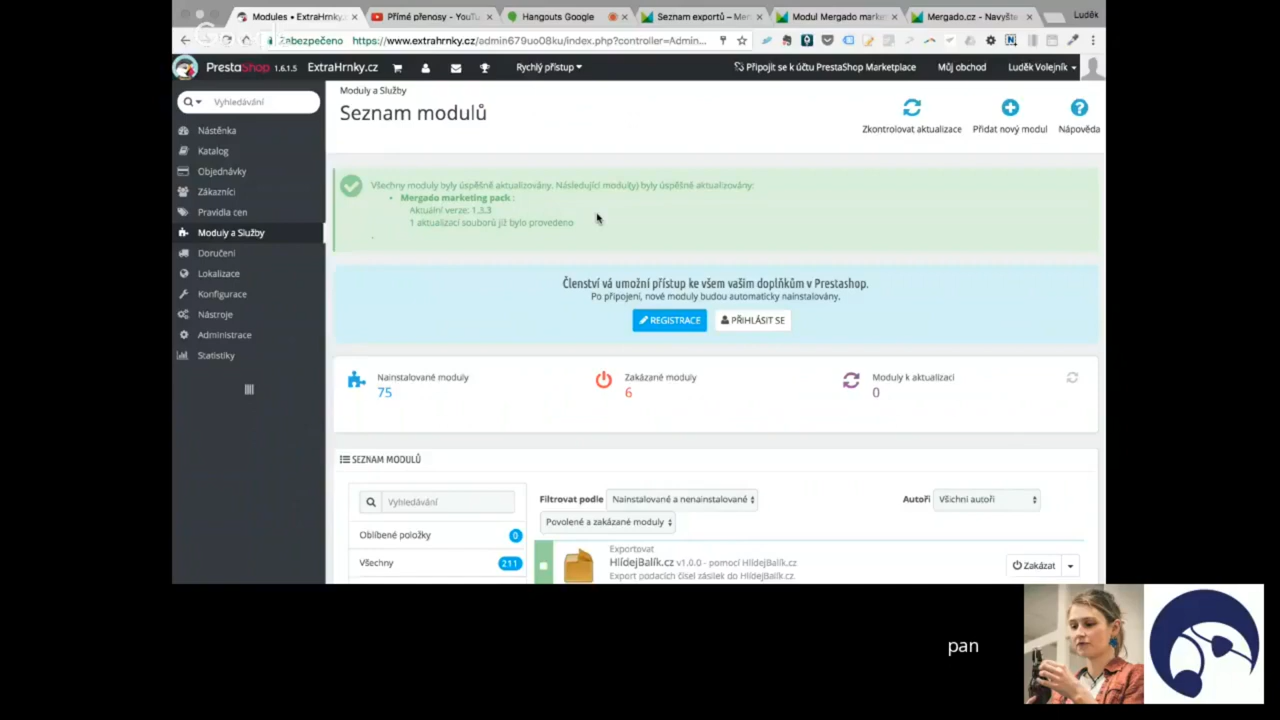 Modules • ExtraHrnky.
Přímé přenosy - YouTu
Hangouts Google
Seznam exportů – Mer
Modul Mergado market
Mergado.cz - Navyšte
Luděk
Zabezpečeno https://www.extrahrnky.cz/admin679uo08ku/index.php?controller=Admin...
PrestaShop 1.6.1.5 ExtraHrnky.cz Rychlý přístup Připojit se k účtu PrestaShop Marketplace Můj obchod Luděk Volejník
Vyhledávání
Nástěnka
Katalog
Objednávky
Zákazníci
Pravidla cen
Moduly a Služby
Doručení
Lokalizace
Konfigurace
Nástroje
Administrace
Statistiky
Moduly a Služby
Seznam modulů
Zkontrolovat aktualizace Přidat nový modul Nápověda
Všechny moduly byly úspěšně aktualizovány. Následující modul(y) byly úspěšně aktualizovány:
• Mergado marketing pack :
Aktuální verze: 1.3.3
1 aktualizací souborů již bylo provedeno
.
Členství vá umožní přístup ke všem vašim doplňkům v Prestashop.
Po připojení, nové moduly budou automaticky nainstalovány.
REGISTRACE PŘIHLÁSIT SE
Nainstalované moduly
75
Zakázané moduly
6
Moduly k aktualizaci
0
SEZNAM MODULŮ
Vyhledávání
Oblíbené položky 0
Všechny 211
Filtrovat podle Nainstalované a nenainstalované Autoři Všichni autoři
Povolené a zakázané moduly
Exportovat
HlídejBalík.cz v1.0.0 - pomocí HlídejBalík.cz
Export podacích čísel zásilek do HlídejBalík.cz.
Zakázat
pan